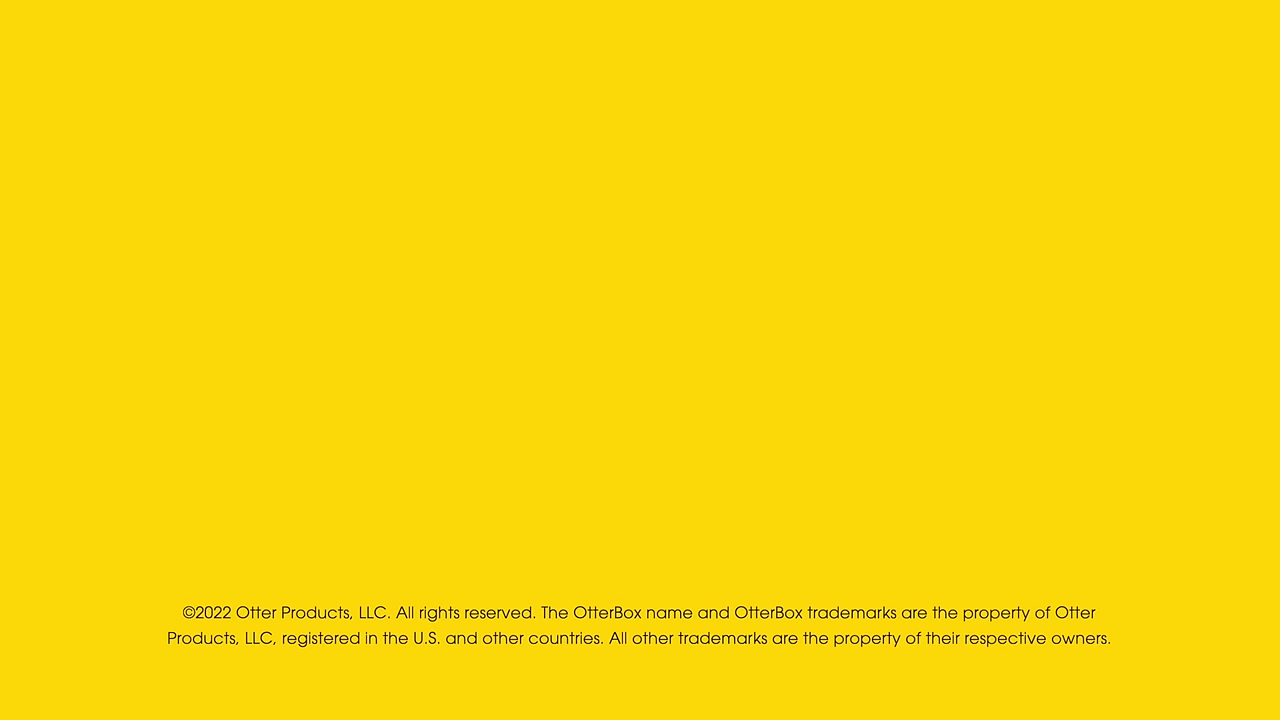 ©2022 Otter Products, LLC. All rights reserved. The OtterBox name and OtterBox trademarks are the property of Otter
Products, LLC, registered in the U.S. and other countries. All other trademarks are the property of their respective owners.